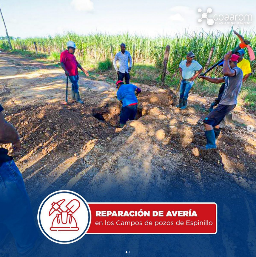 REPARACIÓN DE AVERÍA
en los Campos de pozos de Espinillo